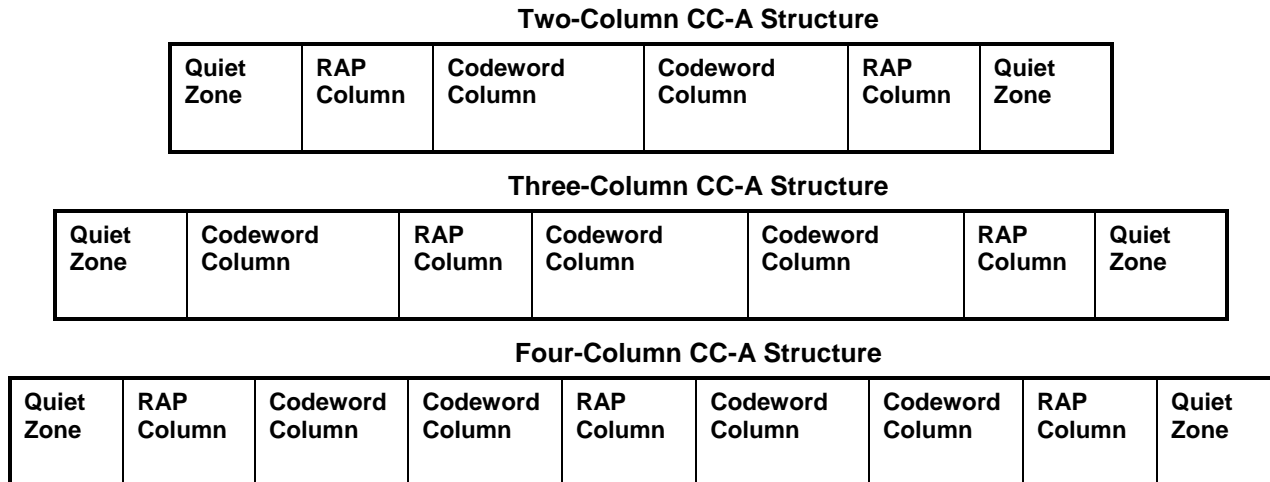 Two-Column CC-A Structure
Quiet RAP Codeword Codeword RAP Quiet
Zone Column Column Column Column Zone
Three-Column CC-A Structure
Quiet Codeword RAP Codeword Codeword RAP Quiet
Zone Column Column Column Column Column Zone
Four-Column CC-A Structure
Quiet RAP Codeword Codeword RAP Codeword Codeword RAP Quiet
Zone Column Column Column Column Column Column Column Zone